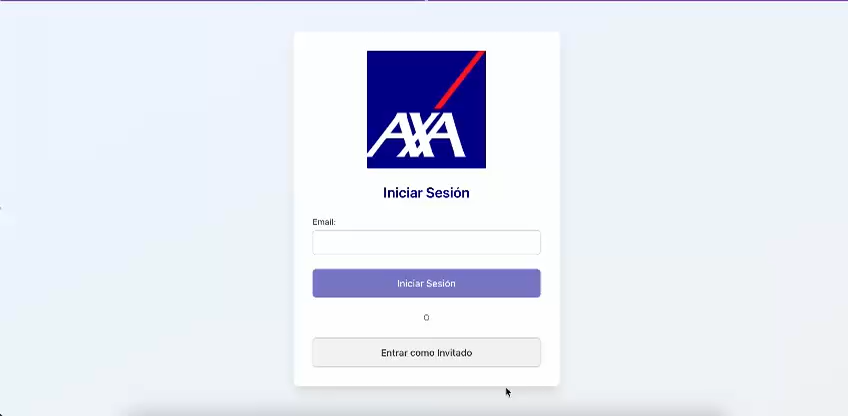 AXA
Iniciar Sesión
Email:
Iniciar Sesión
O
Entrar como Invitado